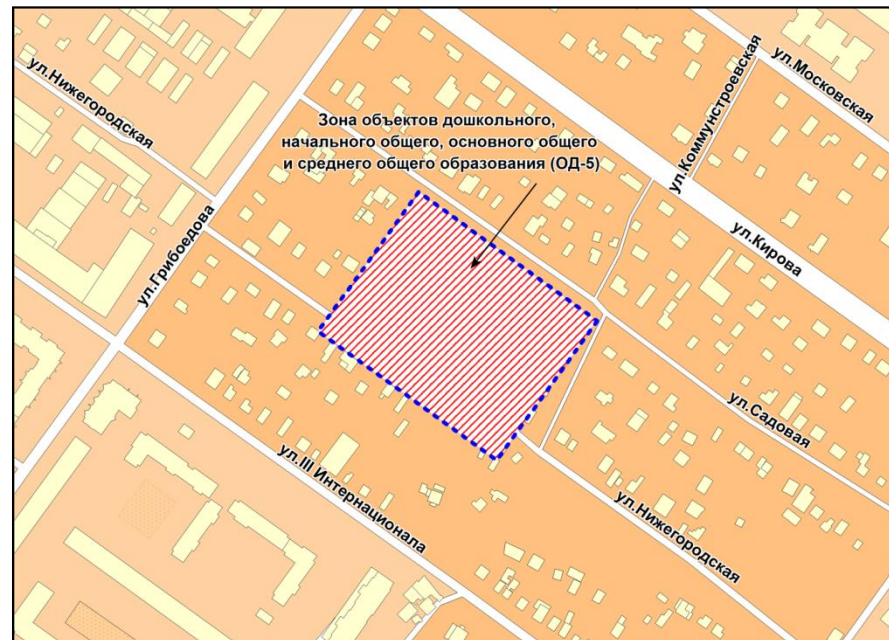 ул.Нижегородская
ул.Московская
ул.Коммунстроевская
Зона объектов дошкольного,
начального общего, основного общего
и среднего общего образования (ОД-5)
ул.Грибоедова
ул.Кирова
ул.Садовая
ул.III Интернационала
ул.Нижегородская